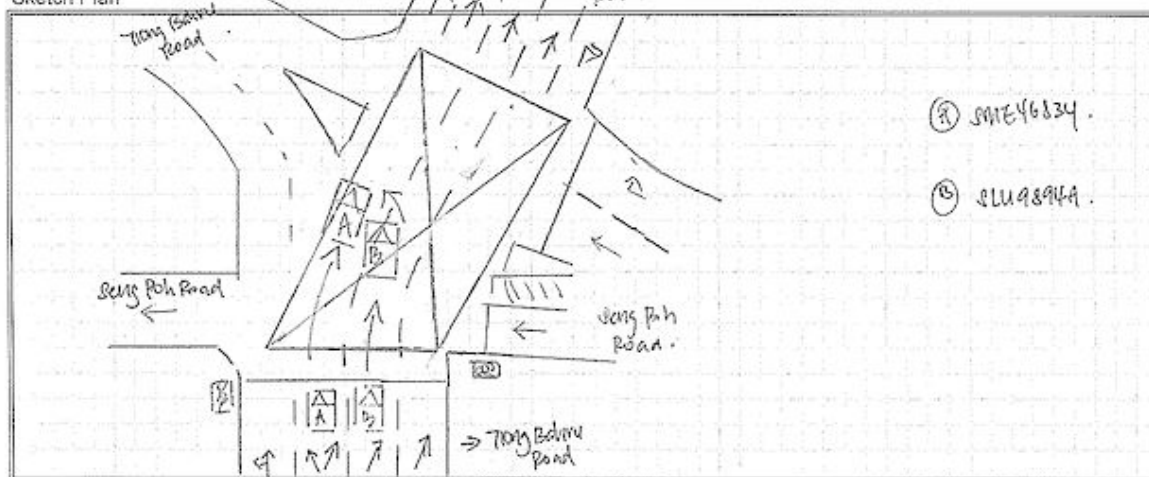 Sketch Plan
Tiong Bahru
Road
Ⓐ SME4683Y.
Ⓑ SLU9894A.
A
B
Seng Poh Road
Seng Poh
Road.
A
B
Tiong Bahru
Road